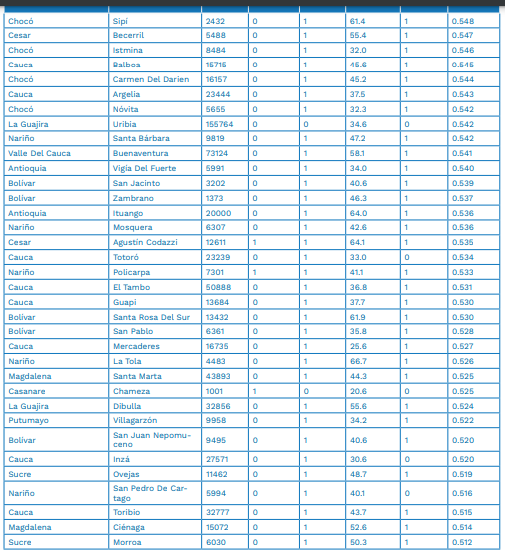 Chocó Sipí 2432 0 1 61.4 1 0.548
Cesar Becerril 5488 0 1 55.4 1 0.547
Chocó Istmina 8484 0 1 32.0 1 0.546
Cauca Balboa 15715 0 1 45.6 1 0.545
Chocó Carmen Del Darien 16157 0 1 45.2 1 0.544
Cauca Argelia 23444 0 1 37.5 1 0.543
Chocó Nóvita 5655 0 1 32.3 1 0.542
La Guajira Uribia 155764 0 0 34.6 0 0.542
Nariño Santa Bárbara 9819 0 1 47.2 1 0.542
Valle Del Cauca Buenaventura 73124 0 1 58.1 1 0.541
Antioquia Vigía Del Fuerte 5991 0 1 34.0 1 0.540
Bolívar San Jacinto 3202 0 1 40.6 1 0.539
Bolívar Zambrano 1373 0 1 46.3 1 0.537
Antioquia Ituango 20000 0 1 64.0 1 0.536
Nariño Mosquera 6307 0 1 42.6 1 0.536
Cesar Agustín Codazzi 12611 1 1 64.1 1 0.535
Cauca Totoró 23239 0 1 33.0 0 0.534
Nariño Policarpa 7301 1 1 41.1 1 0.533
Cauca El Tambo 50888 0 1 36.8 1 0.531
Cauca Guapi 13684 0 1 37.7 1 0.530
Bolívar Santa Rosa Del Sur 13432 0 1 61.9 1 0.530
Bolívar San Pablo 6361 0 1 35.8 1 0.528
Cauca Mercaderes 16735 0 1 25.6 1 0.527
Nariño La Tola 4483 0 1 66.7 1 0.526
Magdalena Santa Marta 43893 0 1 44.3 1 0.525
Casanare Chameza 1001 1 0 20.6 0 0.525
La Guajira Dibulla 32856 0 1 55.6 1 0.524
Putumayo Villagarzón 9958 0 1 34.2 1 0.522
Bolívar San Juan Nepomu-
ceno 9495 0 1 40.6 1 0.520
Cauca Inzá 27571 0 1 30.6 0 0.520
Sucre Ovejas 11462 0 1 48.7 1 0.519
Nariño San Pedro De Car-
tago 5994 0 1 40.1 0 0.516
Cauca Toribío 32777 0 1 43.7 1 0.515
Magdalena Ciénaga 15072 0 1 52.6 1 0.514
Sucre Morroa 6030 0 1 50.3 1 0.512